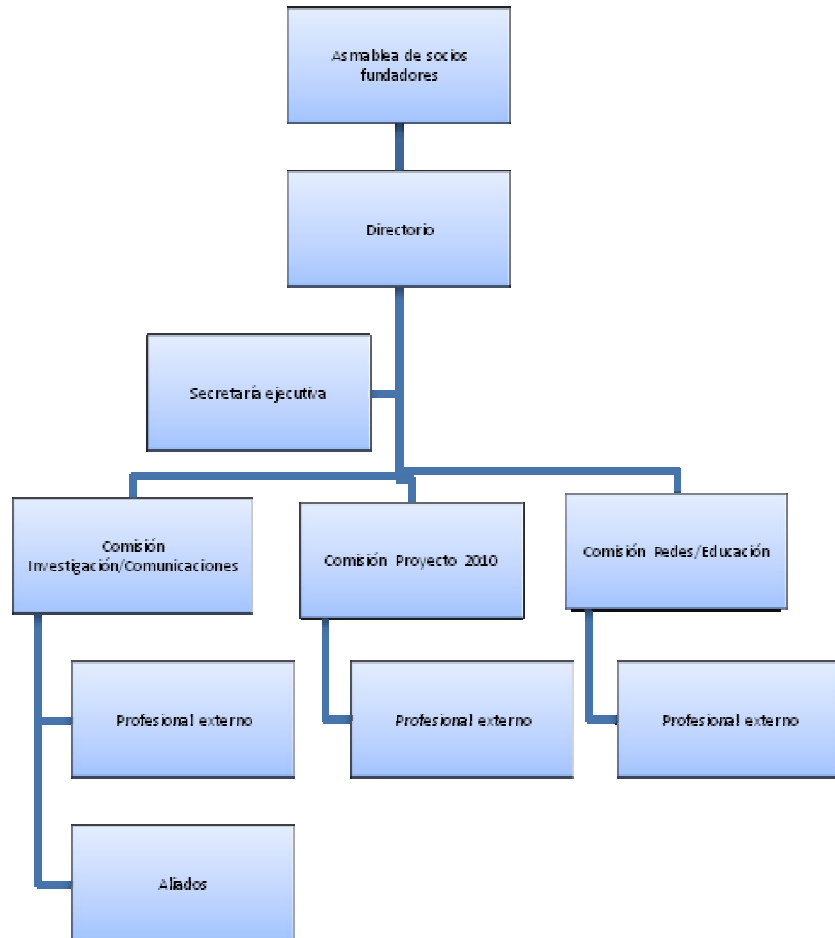 Asmablea de socios
fundadores
Directorio
Secretaría ejecutiva
Comisión
Investigación/Comunicaciones
Comisión Proyecto 2010
Comisión Redes/Educación
Profesional externo
Profesional externo
Profesional externo
Aliados